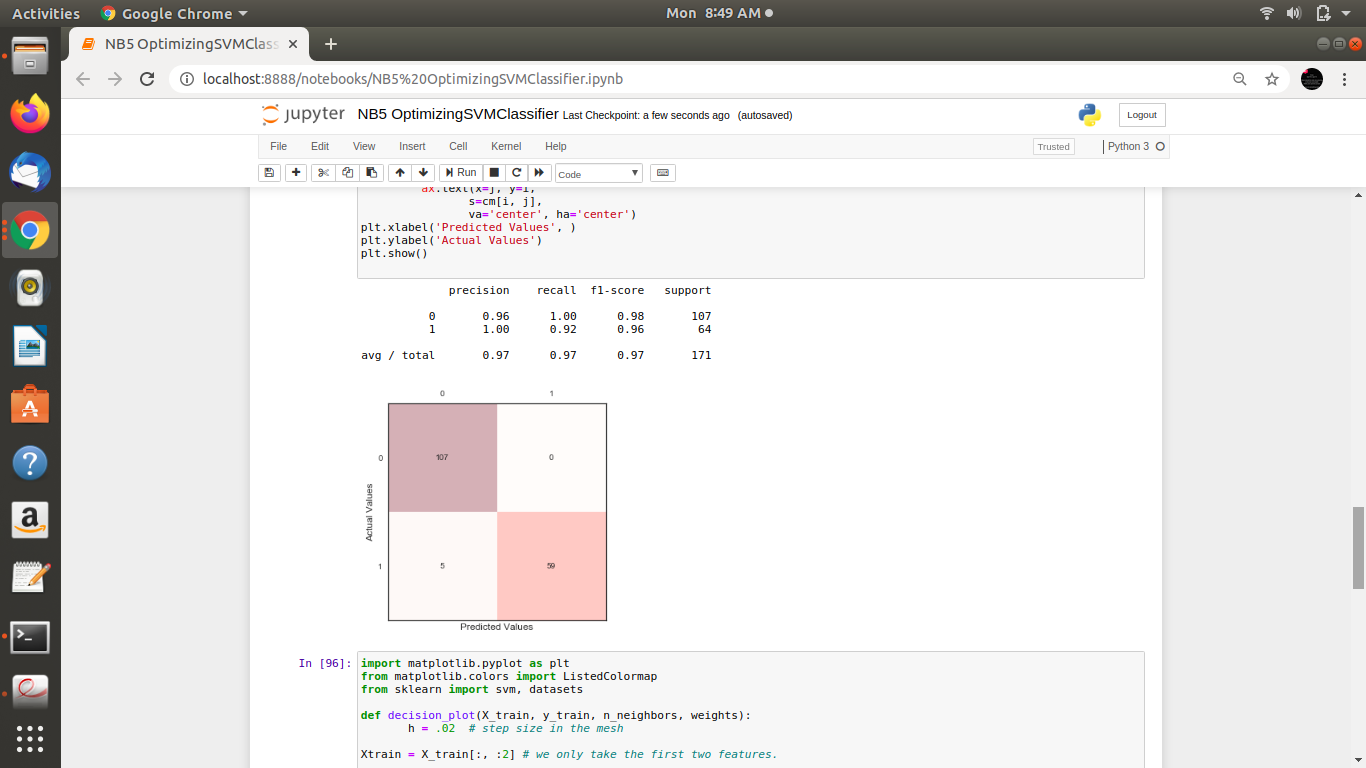 Activities Google Chrome Mon 8:49 AM
NB5 OptimizingSVMClass
localhost:8888/notebooks/NB5%20OptimizingSVMClassifier.ipynb
jupyter NB5 OptimizingSVMClassifier Last Checkpoint: a few seconds ago (autosaved) Logout
File Edit View Insert Cell Kernel Help Trusted Python 3
Run Code
ax.text(x=j, y=i,
s=cm[i, j],
va='center', ha='center')
plt.xlabel('Predicted Values', )
plt.ylabel('Actual Values')
plt.show()
precision recall f1-score support
0 0.96 1.00 0.98 107
1 1.00 0.92 0.96 64
avg / total 0.97 0.97 0.97 171
0 1
0 107 0
Actual Values
1 5 59
Predicted Values
In [96]: import matplotlib.pyplot as plt
from matplotlib.colors import ListedColormap
from sklearn import svm, datasets
def decision_plot(X_train, y_train, n_neighbors, weights):
h = .02 # step size in the mesh
Xtrain = X_train[:, :2] # we only take the first two features.